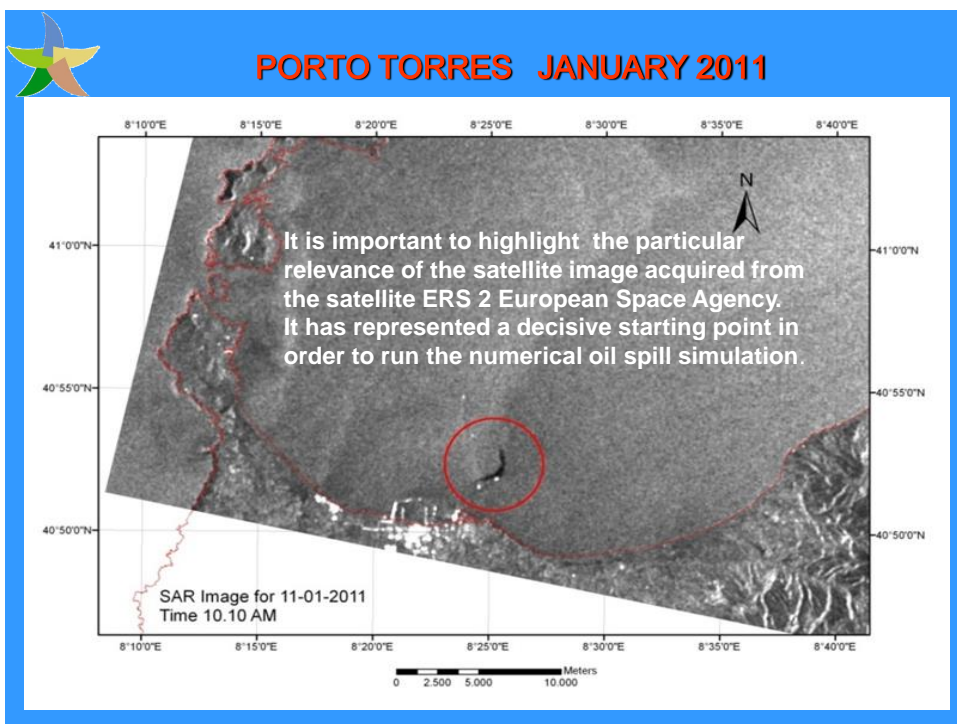 PORTO TORRES JANUARY 2011
8°10'0"E 8°15'0"E 8°20'0"E 8°25'0"E 8°30'0"E 8°35'0"E 8°40'0"E
N
41°0'0"N 41°0'0"N
It is important to highlight the particular
relevance of the satellite image acquired from
the satellite ERS 2 European Space Agency.
It has represented a decisive starting point in
order to run the numerical oil spill simulation.
40°55'0"N 40°55'0"N
40°50'0"N 40°50'0"N
SAR Image for 11-01-2011
Time 10.10 AM
8°10'0"E 8°15'0"E 8°20'0"E 8°25'0"E 8°30'0"E 8°35'0"E 8°40'0"E
Meters
0 2.500 5.000 10.000